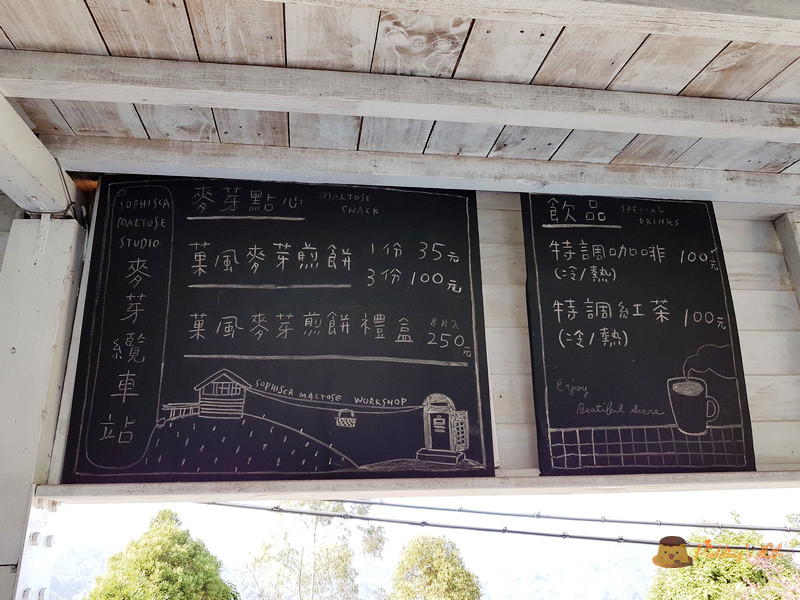 SOPHISCA
MALTOSE
STUDIO
麥芽纜車站
麥芽點心 MALTOSE
SNACK
菓風麥芽煎餅 1份 35元
3份 100元
菓風麥芽煎餅禮盒 8片入
250元
SOPHISCA MALTOSE WORKSHOP
飲品 SPECIAL
DRINKS
特調咖啡 100元
(冷/熱)
特調紅茶 100元
(冷/熱)
Enjoy
Beatiful Scene